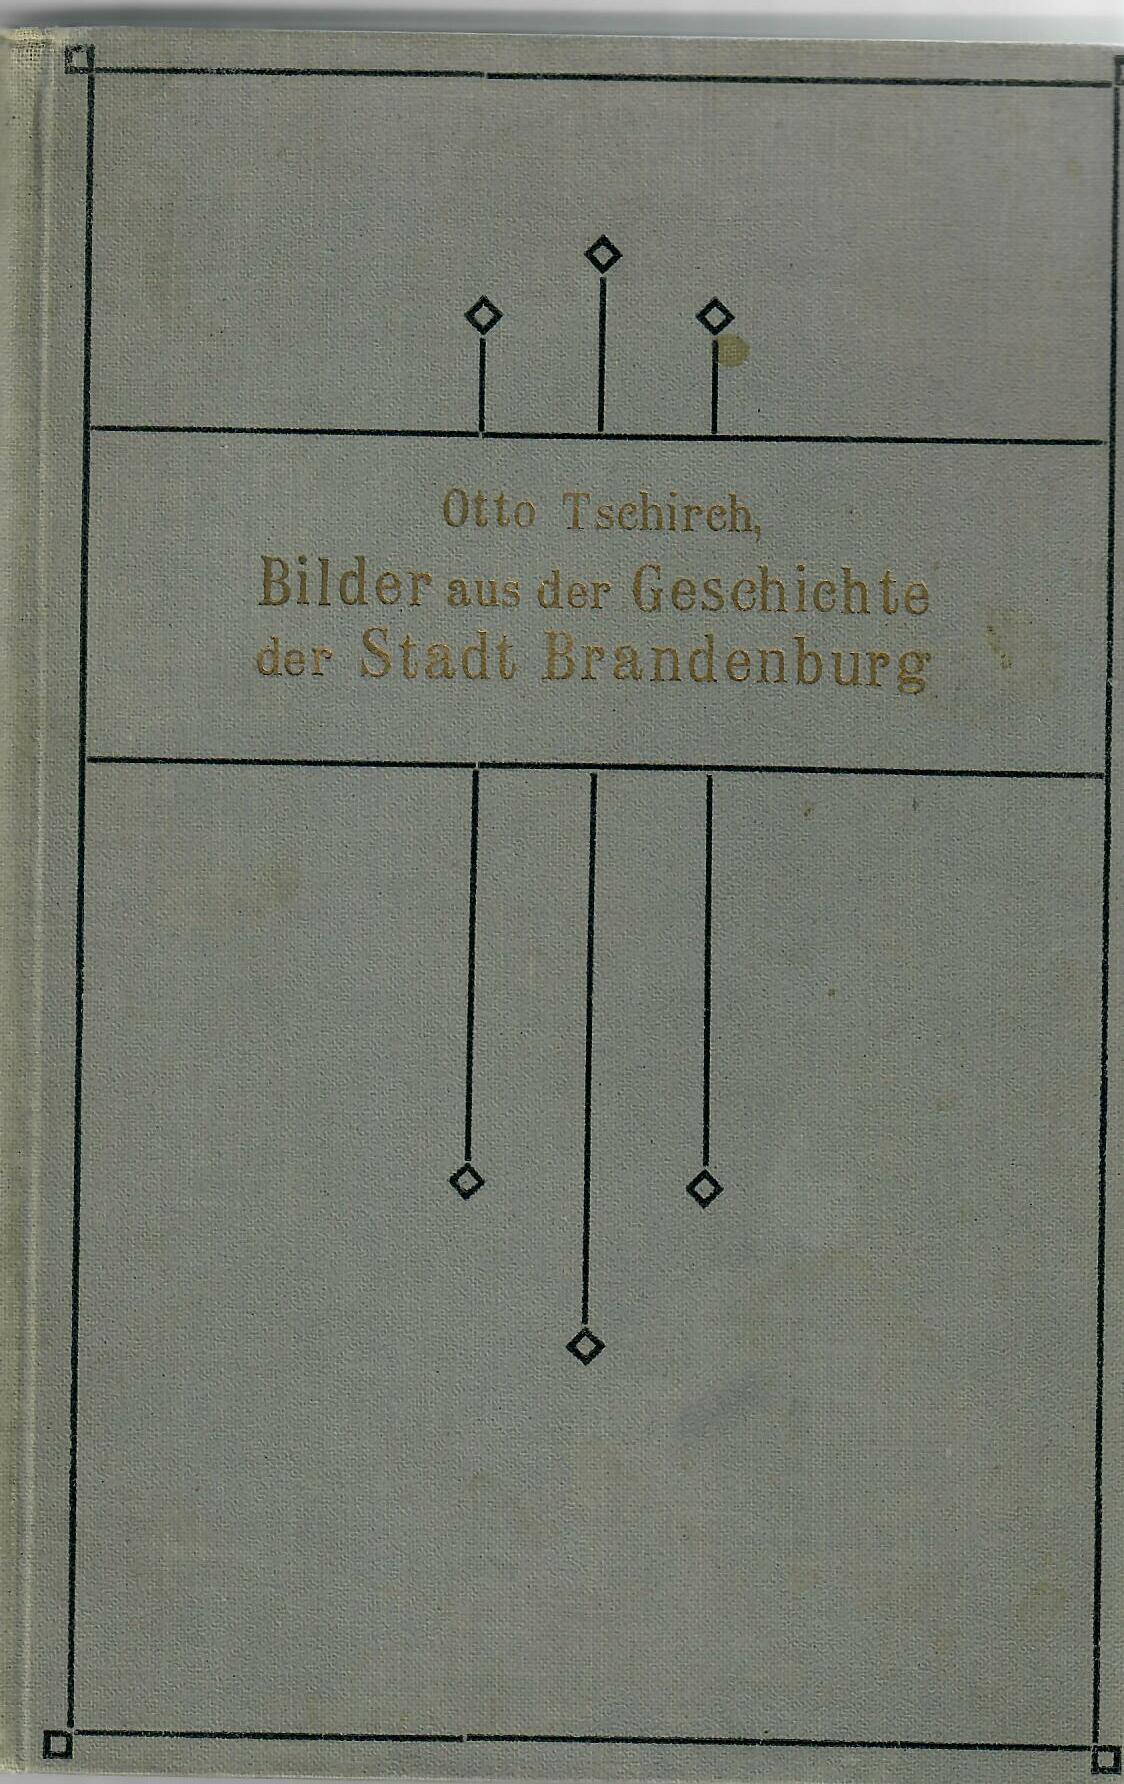 Otto Tschirch,
Bilder aus der Geschichte
der Stadt Brandenburg